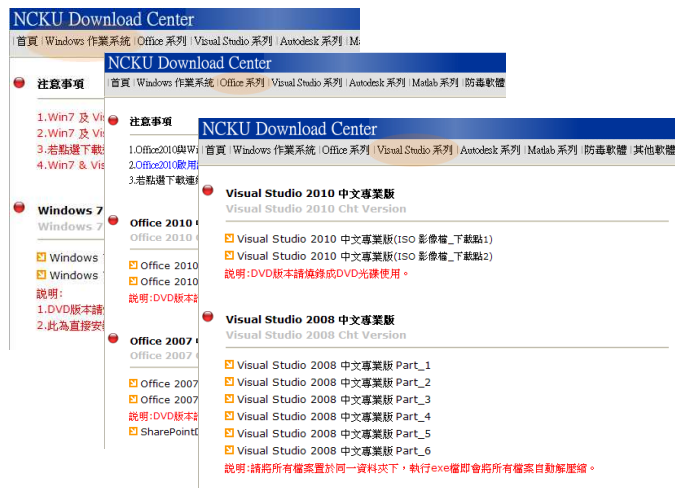 NCKU Download Center
首頁 Windows 作業系統 Office 系列 Visual Studio 系列 Autodesk 系列
注意事項
1.Win7 及
2.Win7 及
3.若點選下載
4.Win7 & Vis
Windows 7
Windows 7
Windows
Windows
說明:
1.DVD版本請
2.此為直接安
NCKU Download Center
首頁 Windows 作業系統 Office 系列 Visual Studio 系列 Autodesk 系列 Matlab 系列 防毒軟體
注意事項
1.Office2010與Wi
2.Office2010啟用
3.若點選下載連
Office 2010
Office 2010
Office 2010
Office 2010
說明:DVD版本請
Office 2007
Office 2007
Office 2007
Office 2007
說明:DVD版本請
SharePointD
NCKU Download Center
首頁 Windows 作業系統 Office 系列 Visual Studio 系列 Autodesk 系列 Matlab 系列 防毒軟體 其他軟體
Visual Studio 2010 中文專業版
Visual Studio 2010 Cht Version
Visual Studio 2010 中文專業版(ISO 影像檔_下載點1)
Visual Studio 2010 中文專業版(ISO 影像檔_下載點2)
說明:DVD版本請燒錄成DVD光碟使用。
Visual Studio 2008 中文專業版
Visual Studio 2008 Cht Version
Visual Studio 2008 中文專業版 Part_1
Visual Studio 2008 中文專業版 Part_2
Visual Studio 2008 中文專業版 Part_3
Visual Studio 2008 中文專業版 Part_4
Visual Studio 2008 中文專業版 Part_5
Visual Studio 2008 中文專業版 Part_6
說明:請將所有檔案置於同一資料夾下，執行exe檔即會將所有檔案自動解壓縮。